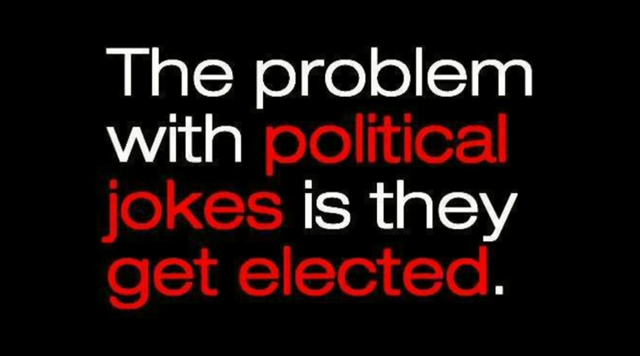 The problem
with political
jokes is they
get elected.